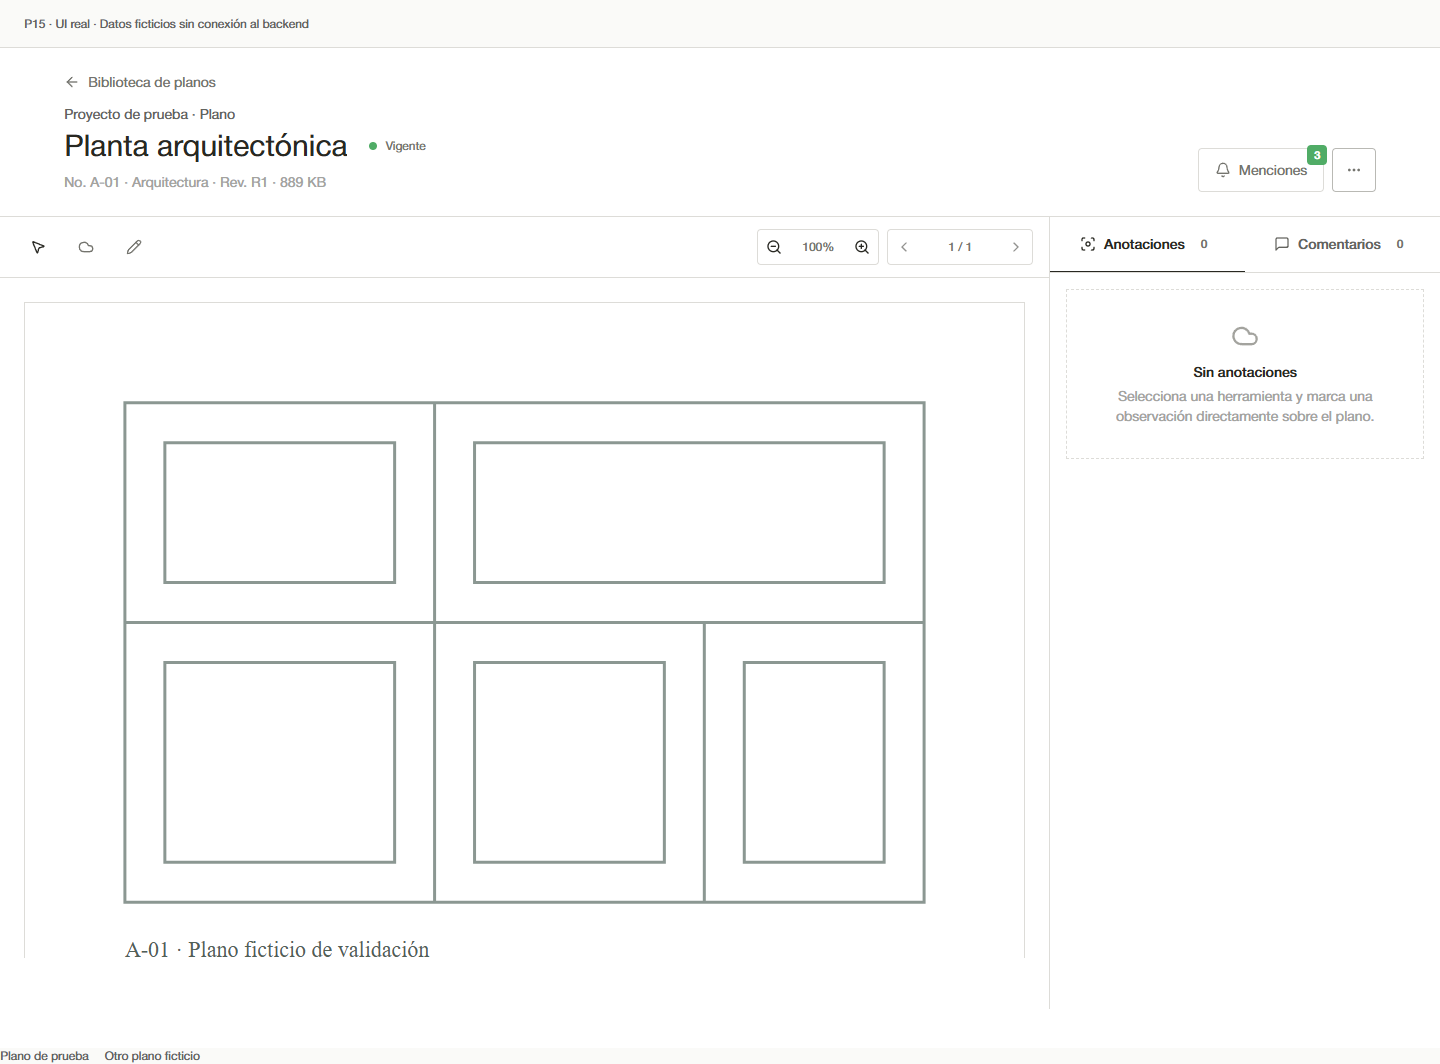 P15 · UI real · Datos ficticios sin conexión al backend
Biblioteca de planos
Proyecto de prueba · Plano
Planta arquitectónica
Vigente
No. A-01 · Arquitectura · Rev. R1 · 889 KB
Menciones
3
100%
1 / 1
Anotaciones 0
Comentarios 0
Sin anotaciones
Selecciona una herramienta y marca una
observación directamente sobre el plano.
A-01 · Plano ficticio de validación
Plano de prueba
Otro plano ficticio